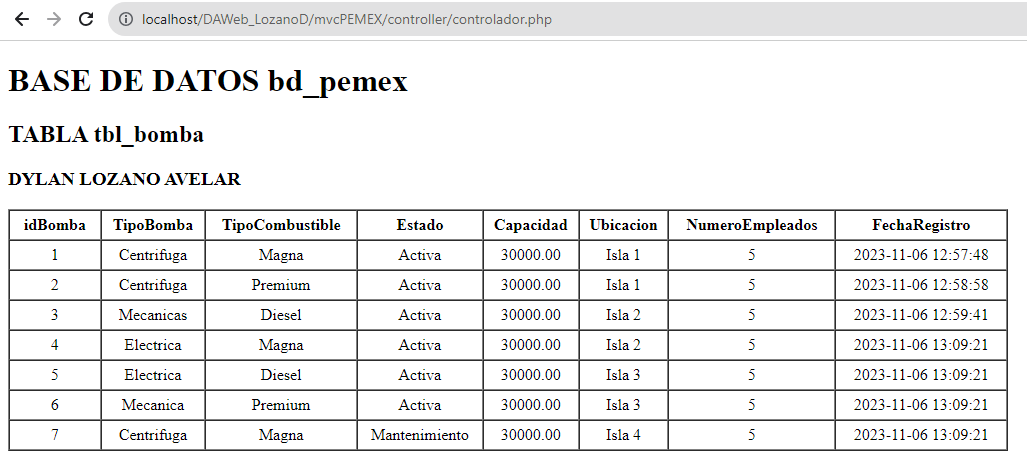 localhost/DAWeb_LozanoD/mvcPEMEX/controller/controlador.php
BASE DE DATOS bd_pemex
TABLA tbl_bomba
DYLAN LOZANO AVELAR
idBomba TipoBomba TipoCombustible Estado Capacidad Ubicacion NumeroEmpleados FechaRegistro
1 Centrifuga Magna Activa 30000.00 Isla 1 5 2023-11-06 12:57:48
2 Centrifuga Premium Activa 30000.00 Isla 1 5 2023-11-06 12:58:58
3 Mecanicas Diesel Activa 30000.00 Isla 2 5 2023-11-06 12:59:41
4 Electrica Magna Activa 30000.00 Isla 2 5 2023-11-06 13:09:21
5 Electrica Diesel Activa 30000.00 Isla 3 5 2023-11-06 13:09:21
6 Mecanica Premium Activa 30000.00 Isla 3 5 2023-11-06 13:09:21
7 Centrifuga Magna Mantenimiento 30000.00 Isla 4 5 2023-11-06 13:09:21